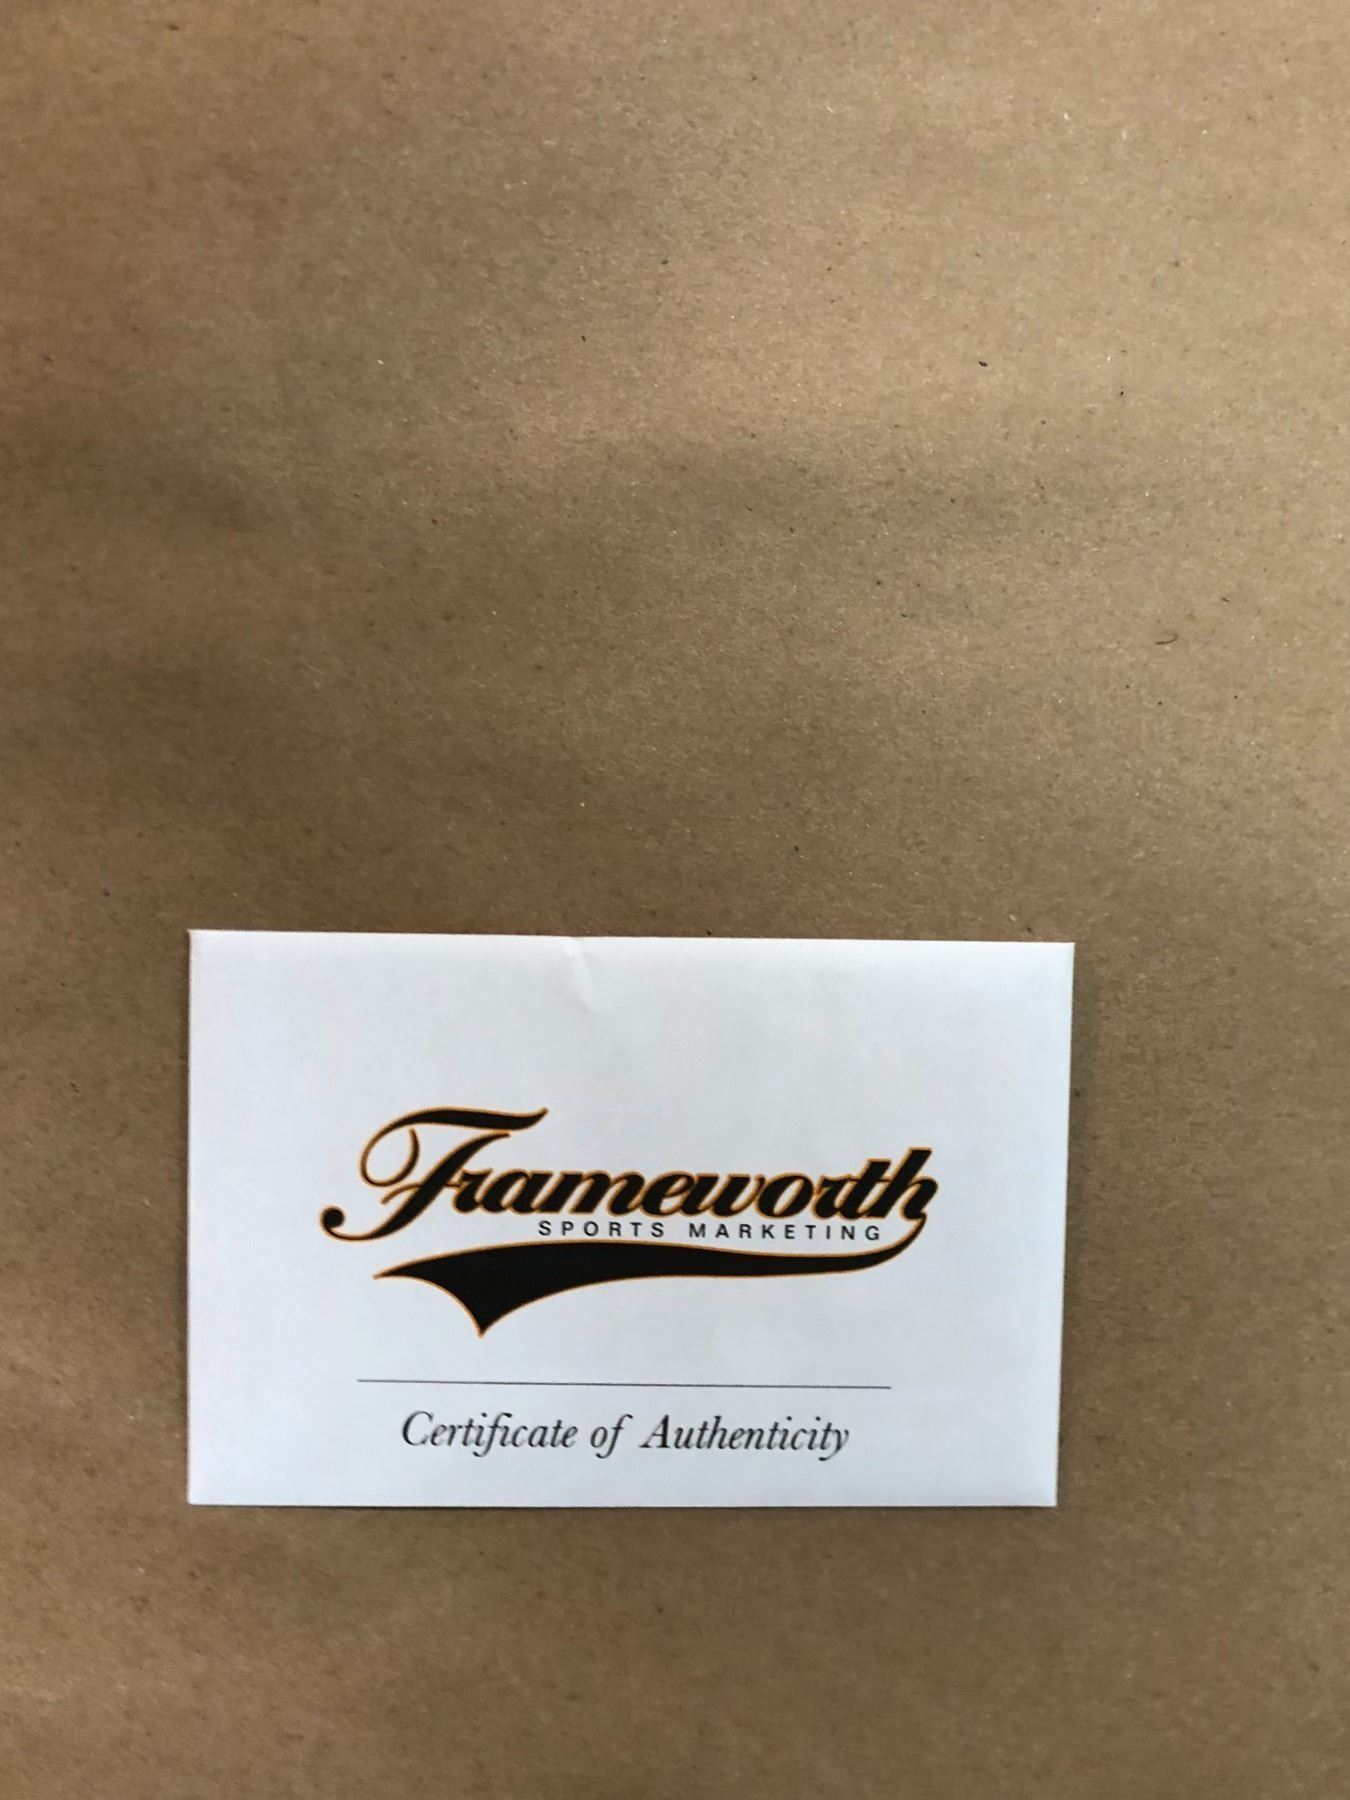 Frameworth
SPORTS MARKETING
Certificate of Authenticity